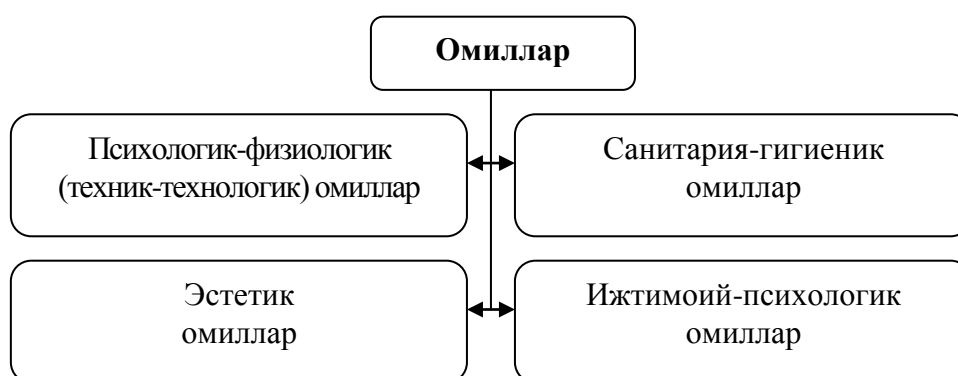 Омиллар
Психологик-физиологик
(техник-технологик) омиллар
Санитария-гигиеник
омиллар
Эстетик
омиллар
Ижтимоий-психологик
омиллар